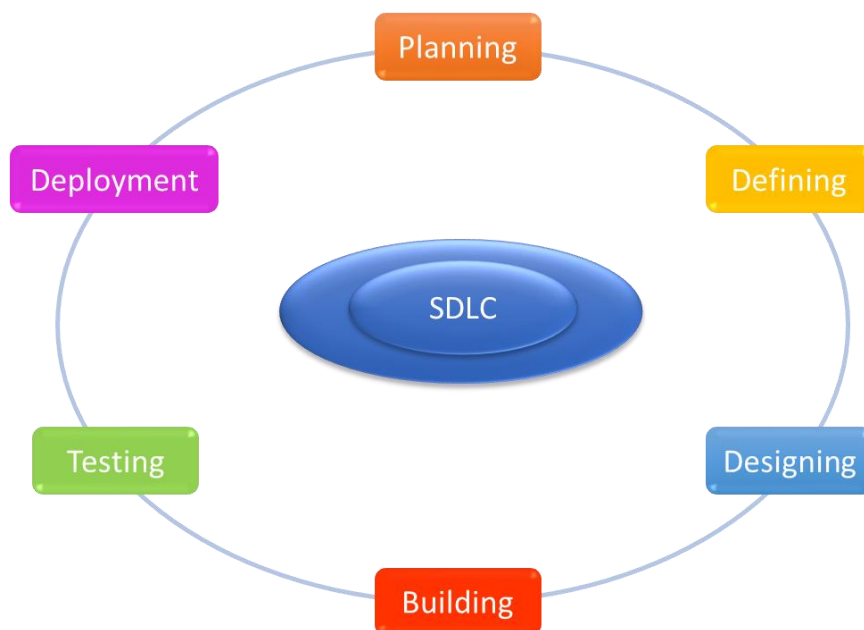 Planning
Deployment
Defining
SDLC
Testing
Designing
Building